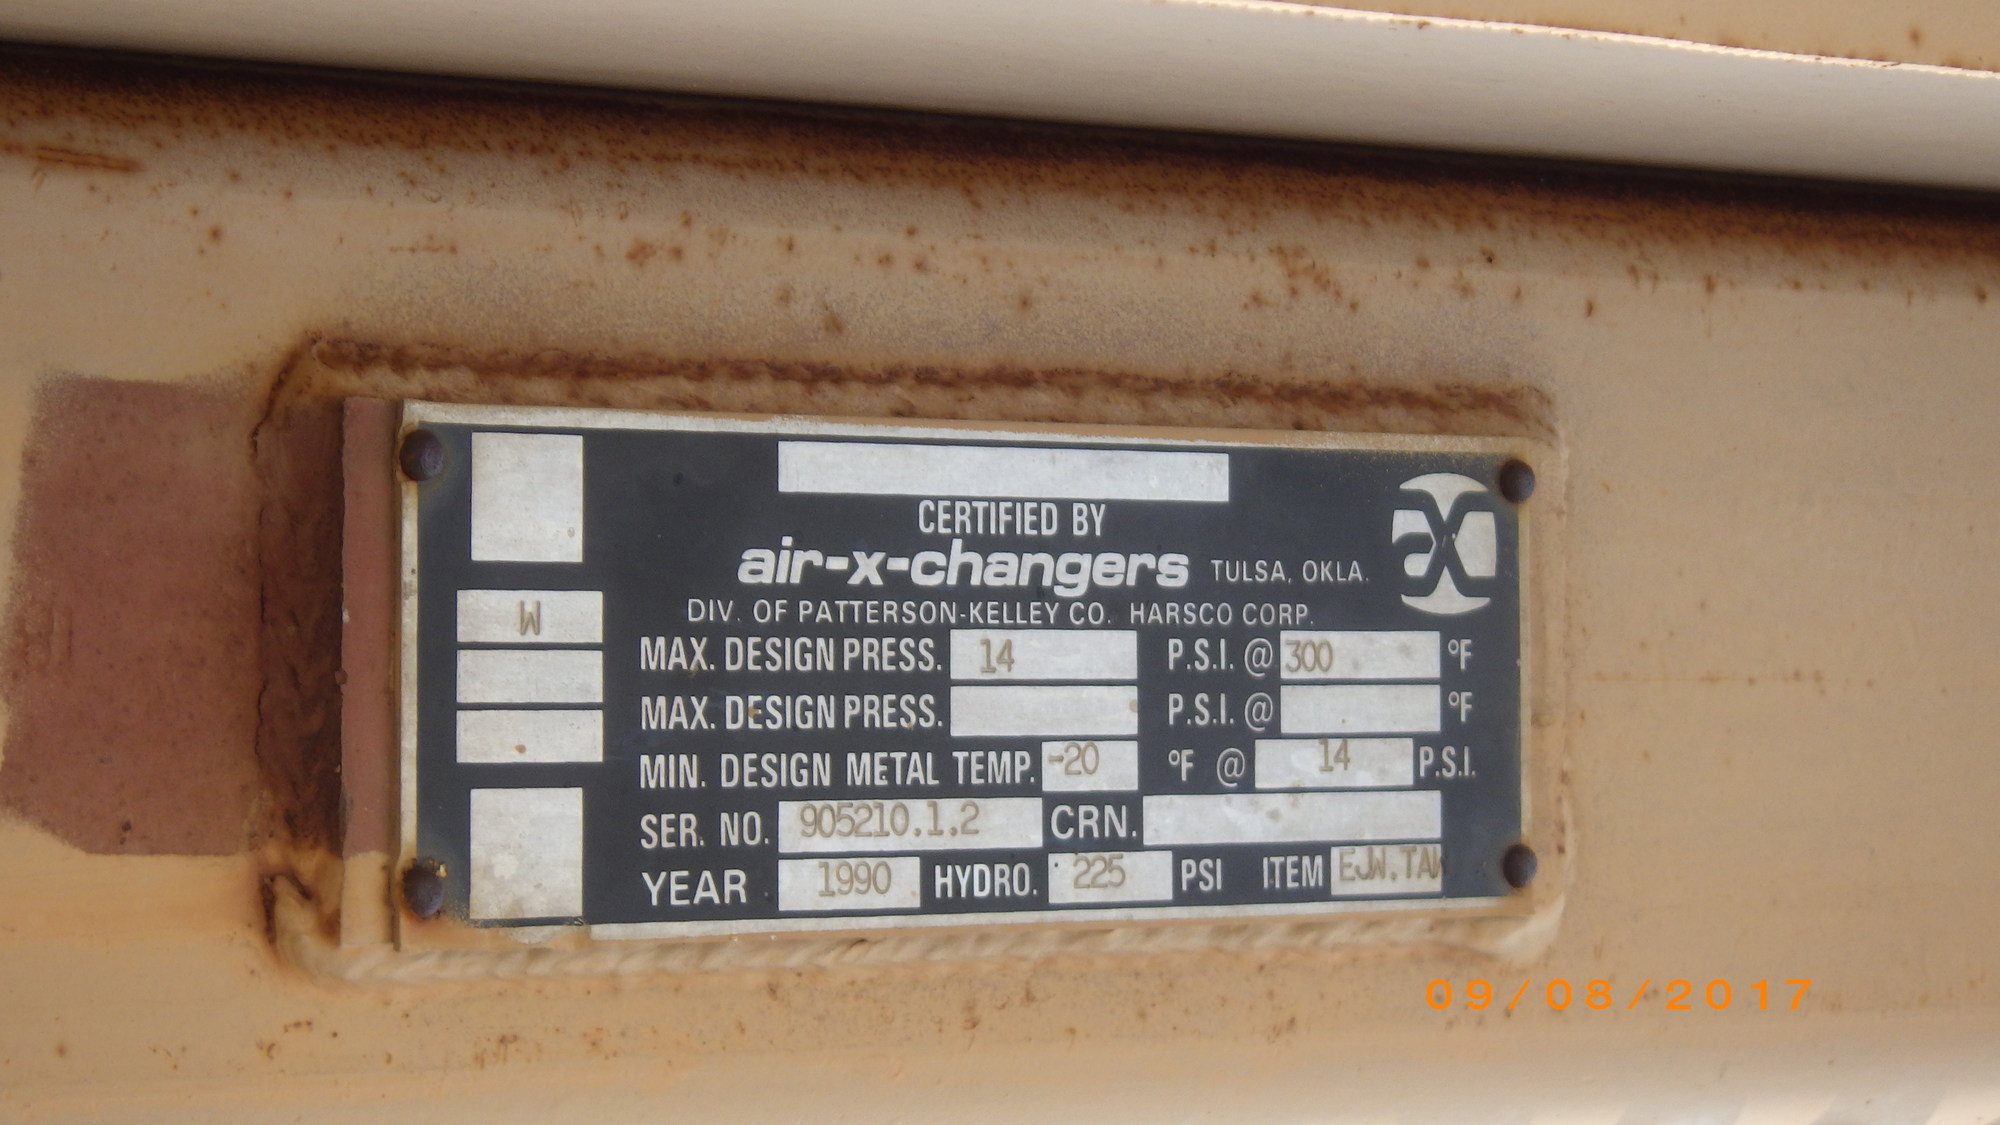 CERTIFIED BY
air-x-changers TULSA, OKLA.
DIV. OF PATTERSON-KELLEY CO. HARSCO CORP.
W
MAX. DESIGN PRESS. 14 P.S.I. @ 300 °F
MAX. DESIGN PRESS. P.S.I. @ °F
MIN. DESIGN METAL TEMP. -20 °F @ 14 P.S.I.
SER. NO. 905210.1.2 CRN.
YEAR 1990 HYDRO. 225 PSI ITEM EJW.TAW
09/08/2017